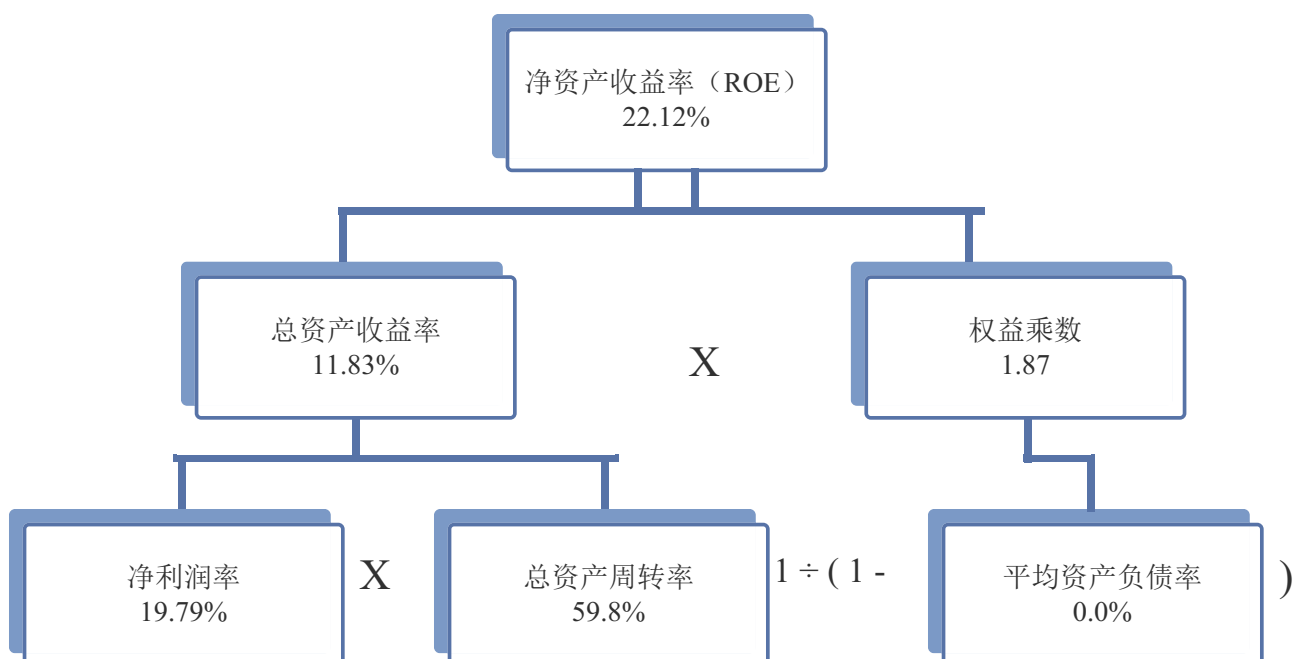 净资产收益率（ROE）
22.12%
总资产收益率
11.83%
X
权益乘数
1.87
净利润率
19.79%
X
总资产周转率
59.8%
1 ÷ ( 1 -
平均资产负债率
0.0%
)